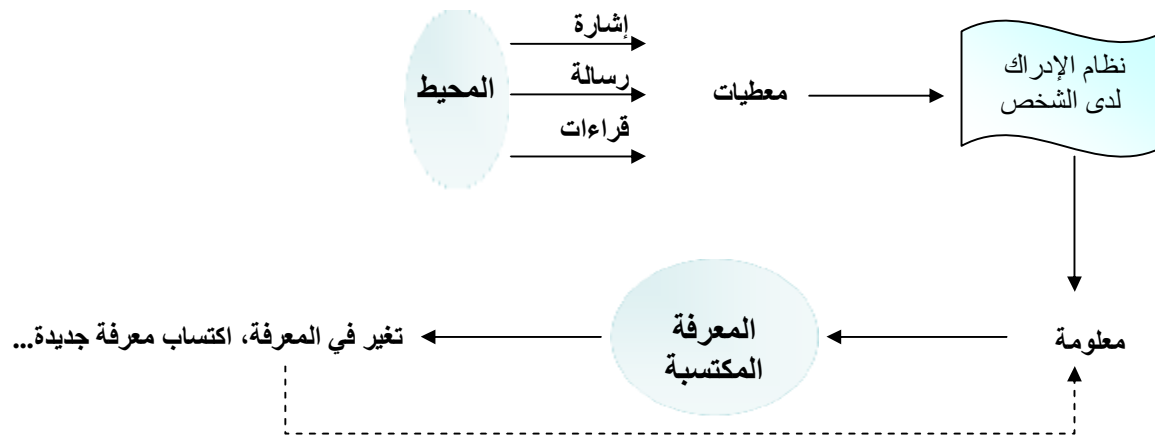 إشارة
المحيط
رسالة
قراءات
معطيات
نظام الإدراك
لدى الشخص
معلومة
المعرفة
المكتسبة
تغير في المعرفة، اكتساب معرفة جديدة...